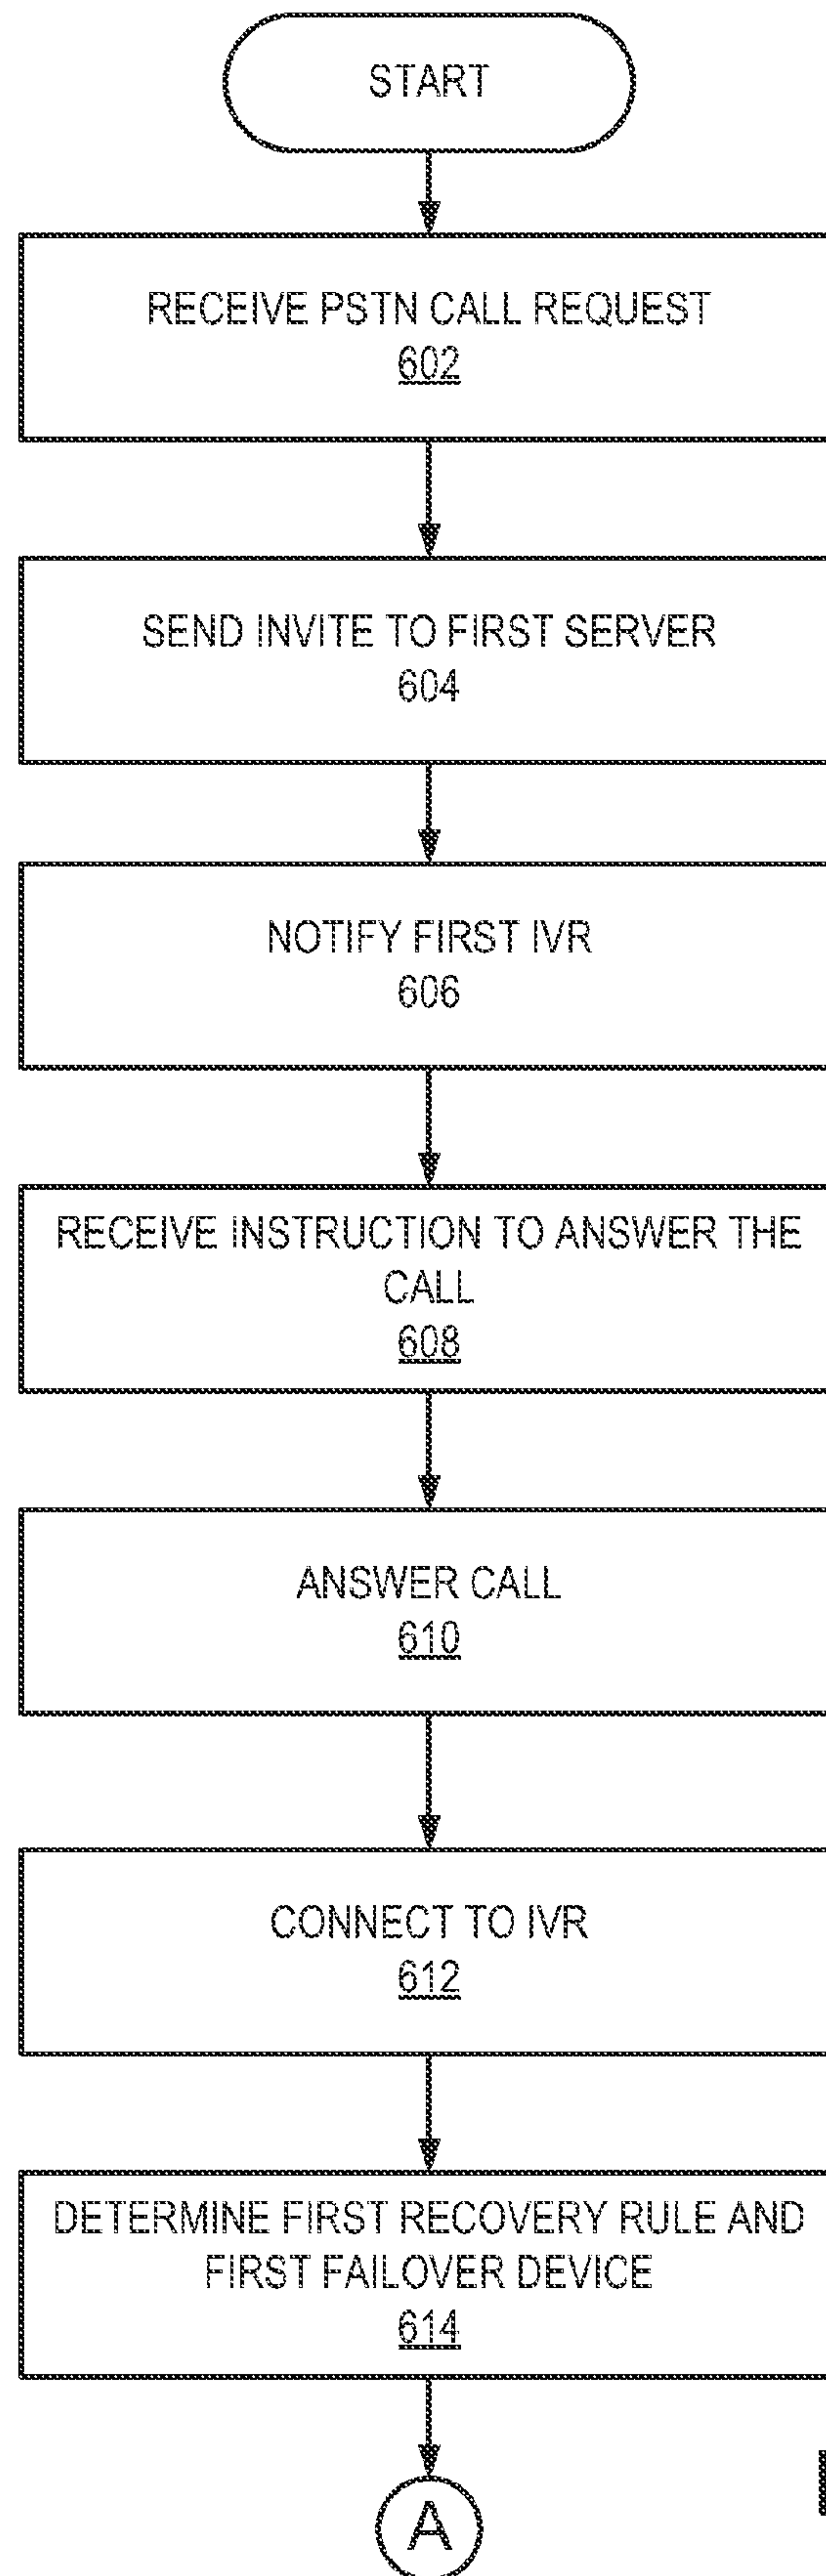 START
RECEIVE PSTN CALL REQUEST
602
SEND INVITE TO FIRST SERVER
604
NOTIFY FIRST IVR
606
RECEIVE INSTRUCTION TO ANSWER THE
CALL
608
ANSWER CALL
610
CONNECT TO IVR
612
DETERMINE FIRST RECOVERY RULE AND
FIRST FAILOVER DEVICE
614
A